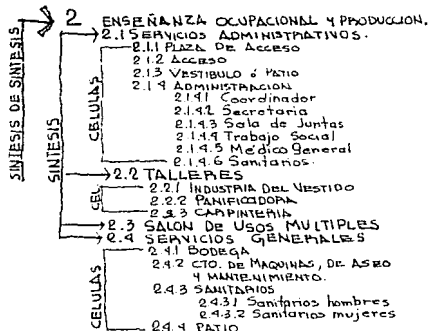 2 ENSEÑANZA OCUPACIONAL Y PRODUCCION.
2.1 SERVICIOS ADMINISTRATIVOS.
2.1.1 PLAZA DE ACCESO
2.1.2 ACCESO
2.1.3 VESTIBULO ó PATIO
2.1.4 ADMINISTRACION
2.1.4.1 Coordinador
2.1.4.2 Secretaria
2.1.4.3 Sala de Juntas
2.1.4.4 Trabajo Social
2.1.4.5 Médico General
2.1.4.6 Sanitarios.
2.2 TALLERES
2.2.1 INDUSTRIA DEL VESTIDO
2.2.2 PANIFICADORA
2.2.3 CARPINTERIA
2.3 SALON DE USOS MULTIPLES
2.4 SERVICIOS GENERALES
2.4.1 BODEGA
2.4.2 CTO. DE MAQUINAS, DE ASEO
Y MANTENIMIENTO.
2.4.3 SANITARIOS
2.4.3.1 Sanitarios hombres
2.4.3.2 Sanitarios mujeres
2.4.4 PATIO
SINTESIS DE SINTESIS
SINTESIS
CELULAS
CEL
CELULAS